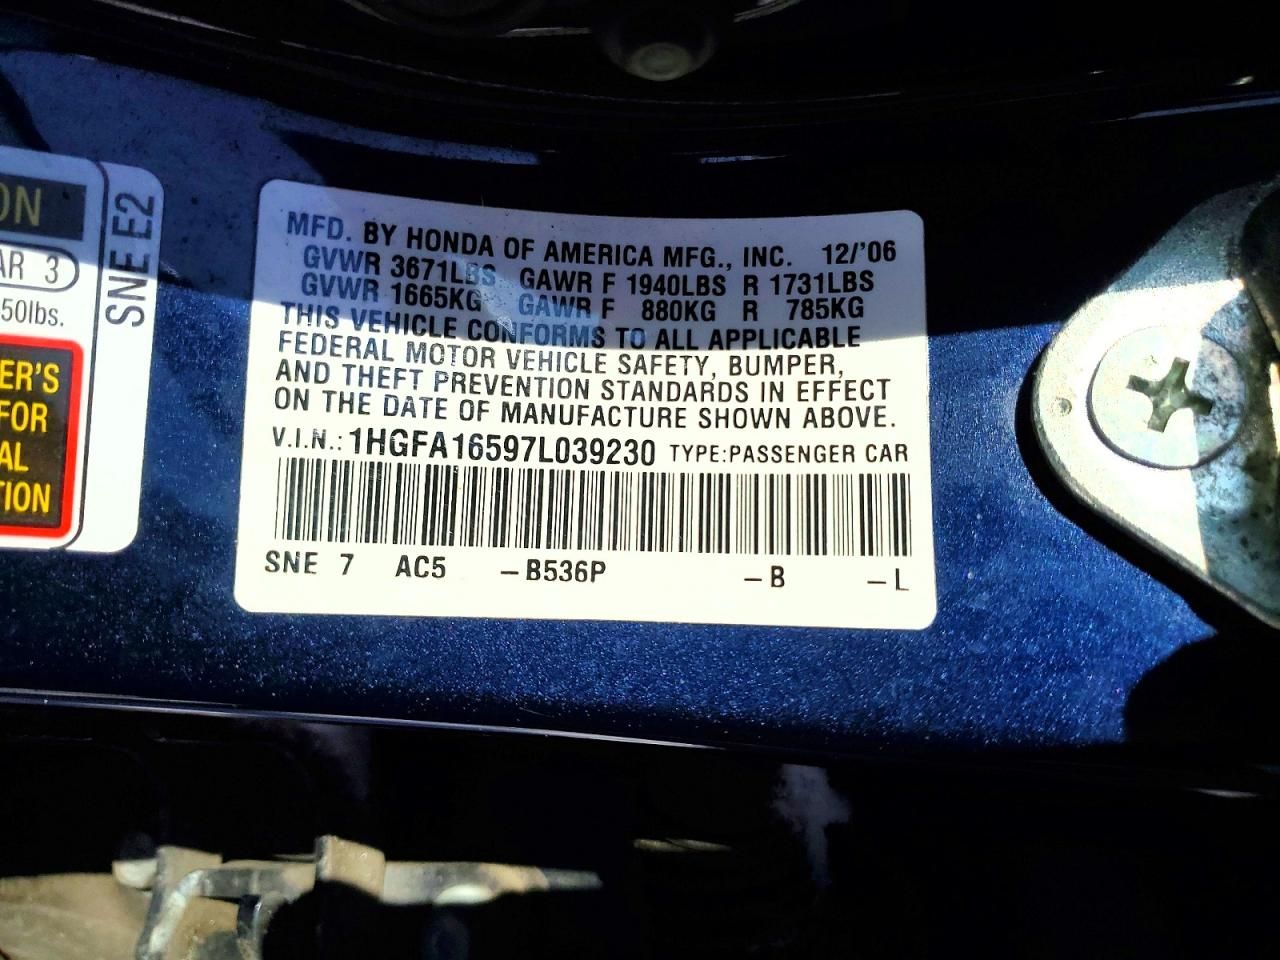 ON
AR 3
50lbs.
ER'S
FOR
AL
TION
SNE E2
MFD. BY HONDA OF AMERICA MFG., INC. 12/'06
GVWR 3671LBS GAWR F 1940LBS R 1731LBS
GVWR 1665KG GAWR F 880KG R 785KG
THIS VEHICLE CONFORMS TO ALL APPLICABLE
FEDERAL MOTOR VEHICLE SAFETY, BUMPER,
AND THEFT PREVENTION STANDARDS IN EFFECT
ON THE DATE OF MANUFACTURE SHOWN ABOVE.
V.I.N.: 1HGFA16597L039230 TYPE:PASSENGER CAR
SNE 7 AC5 –B536P –B –L